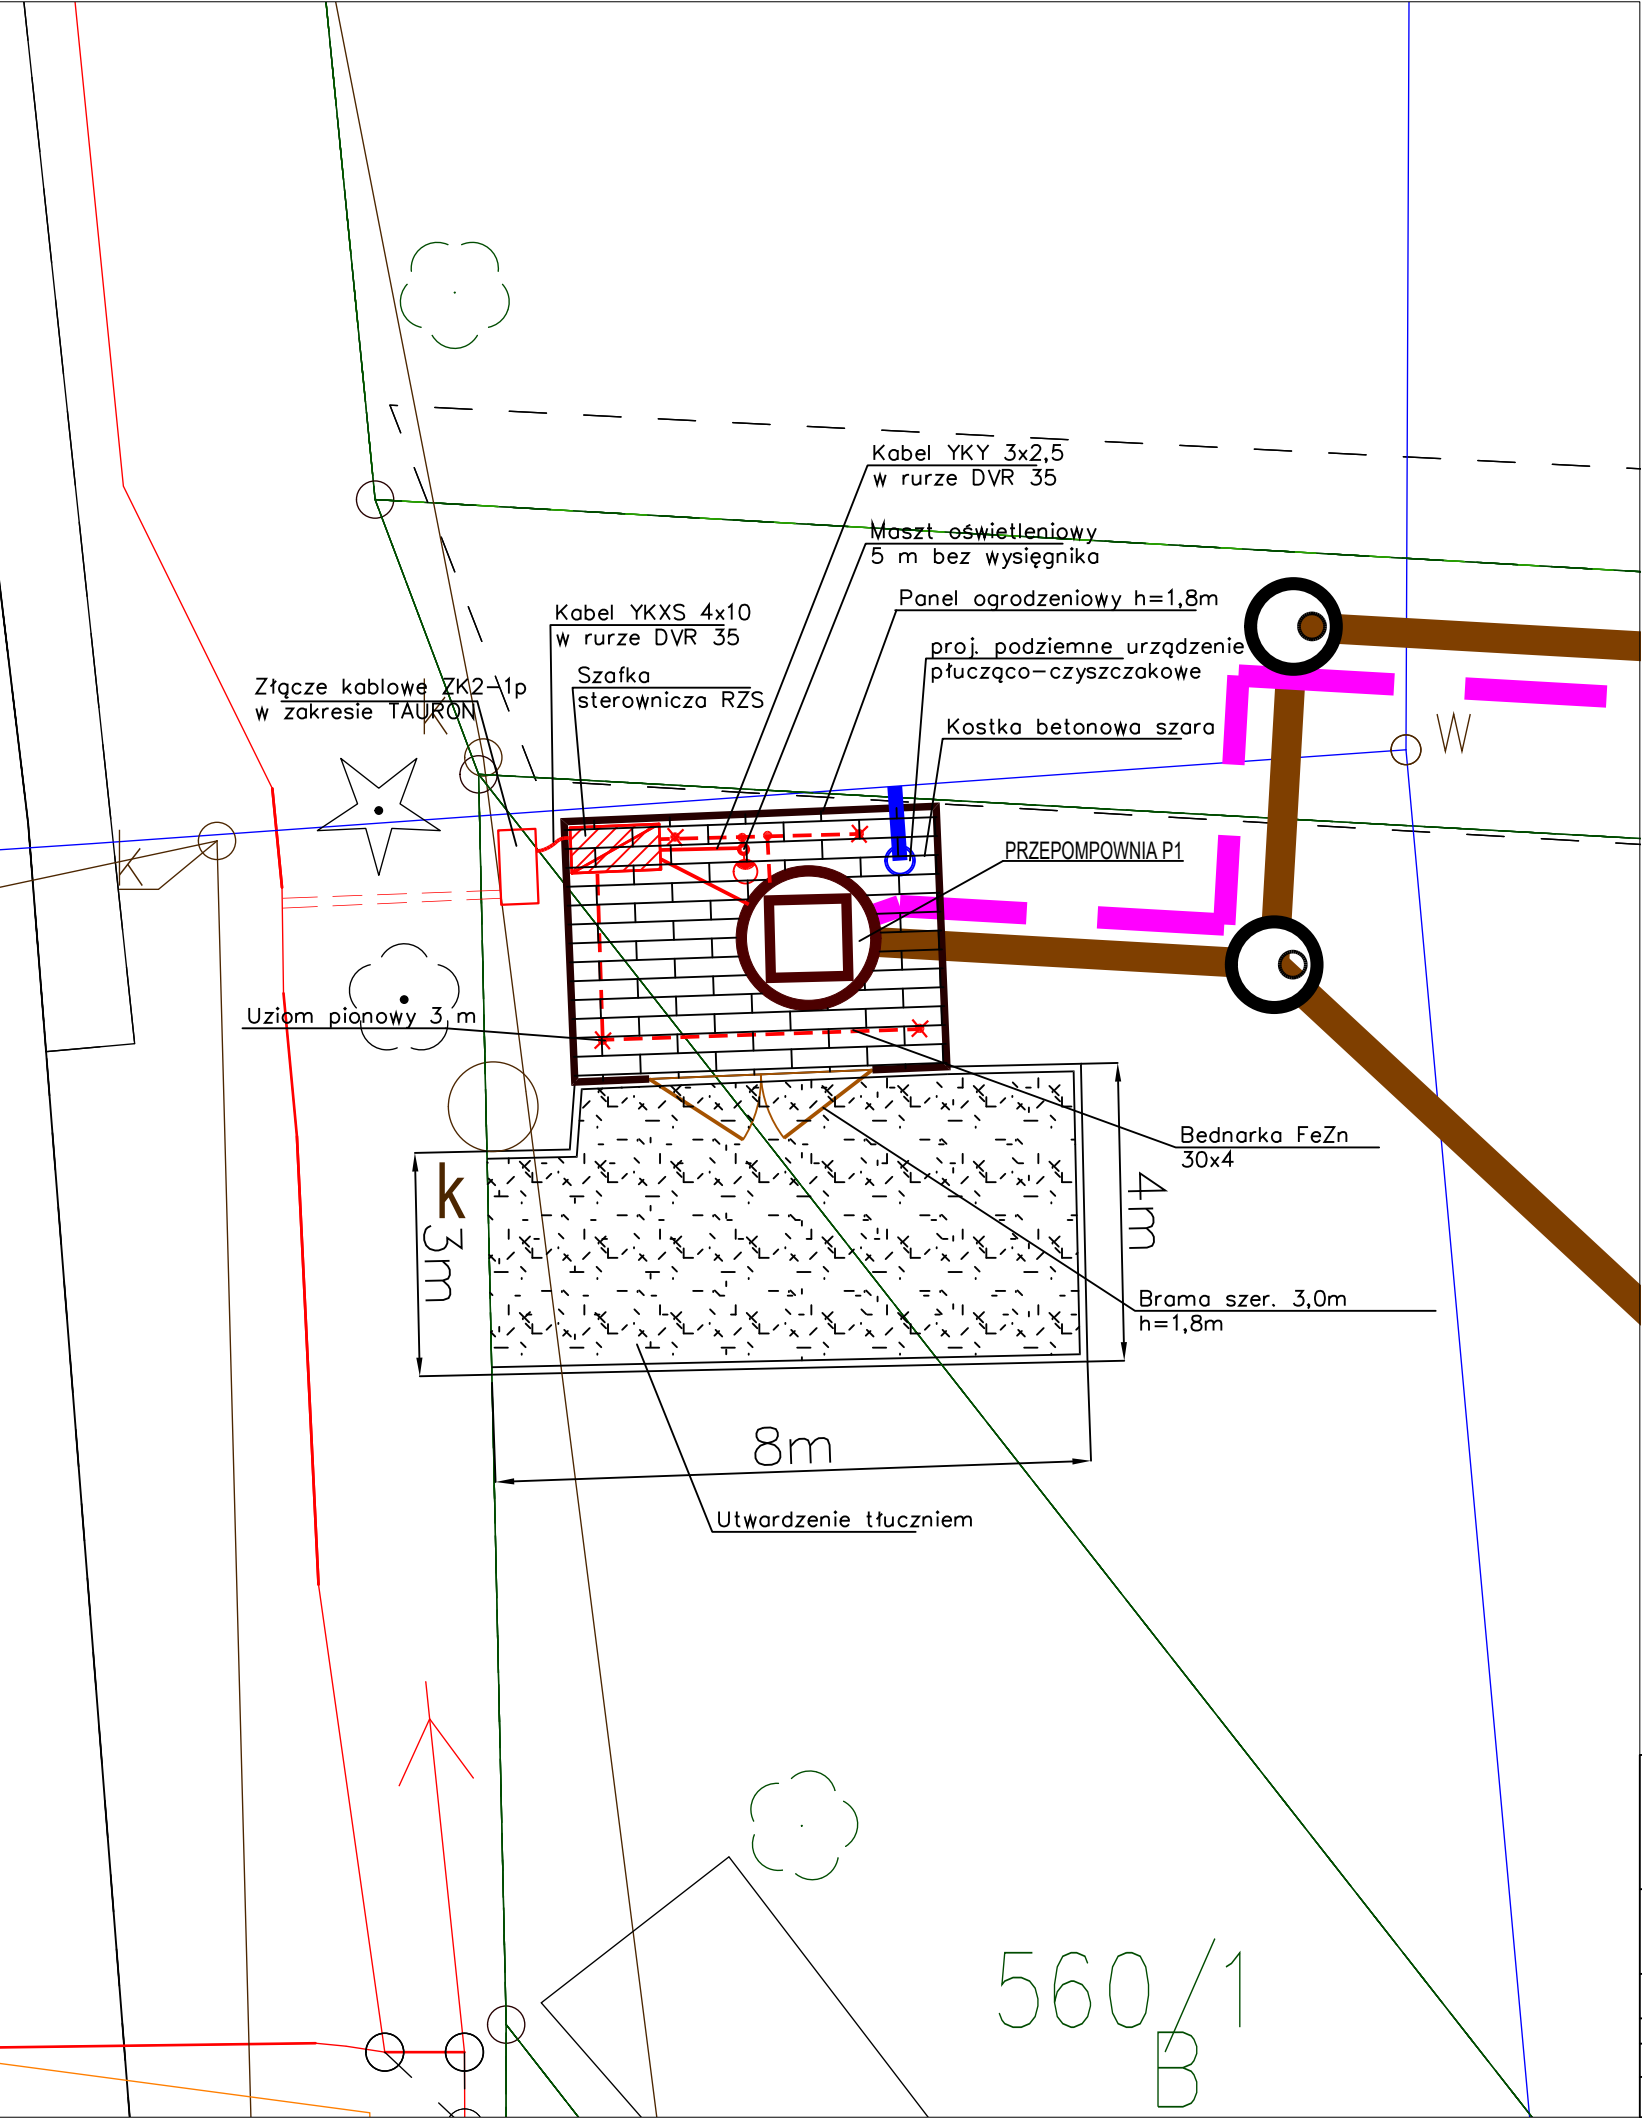 Kabel YKY 3x2,5
w rurze DVR 35
Maszt oświetleniowy
5 m bez wysięgnika
Panel ogrodzeniowy h=1,8m
Kabel YKXS 4x10
w rurze DVR 35
proj. podziemne urządzenie
płucząco-czyszczakowe
Szafka
sterownicza RZS
Złącze kablowe ZK2-1p
w zakresie TAURON
K
Kostka betonowa szara
W
PRZEPOMPOWNIA P1
K
Uziom pionowy 3 m
Bednarka FeZn
30x4
k
3m
4m
Brama szer. 3,0m
h=1,8m
8m
Utwardzenie tłuczniem
560/1
B